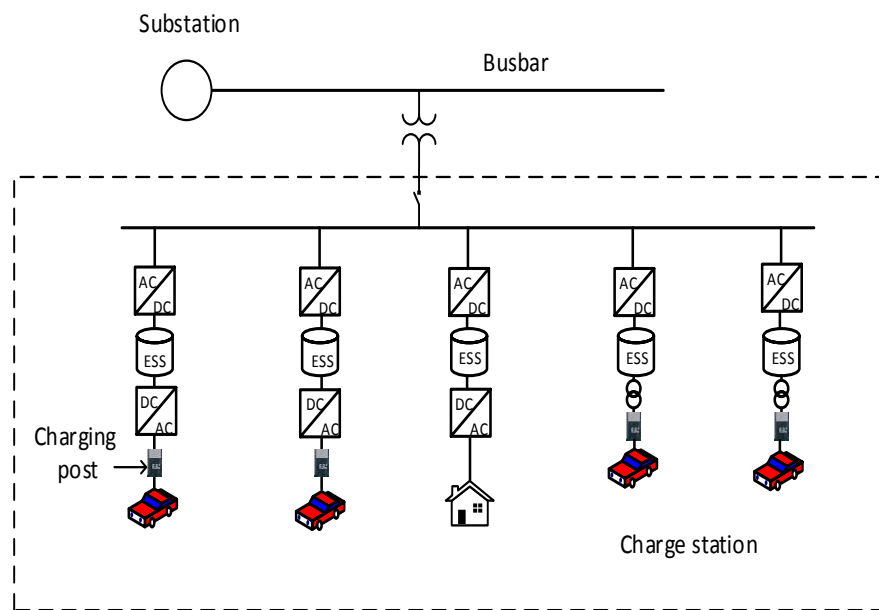 Substation
Busbar
AC
DC
AC
DC
AC
DC
AC
DC
AC
DC
ESS
ESS
ESS
ESS
ESS
DC
AC
DC
AC
DC
AC
Charging
post
Charge station